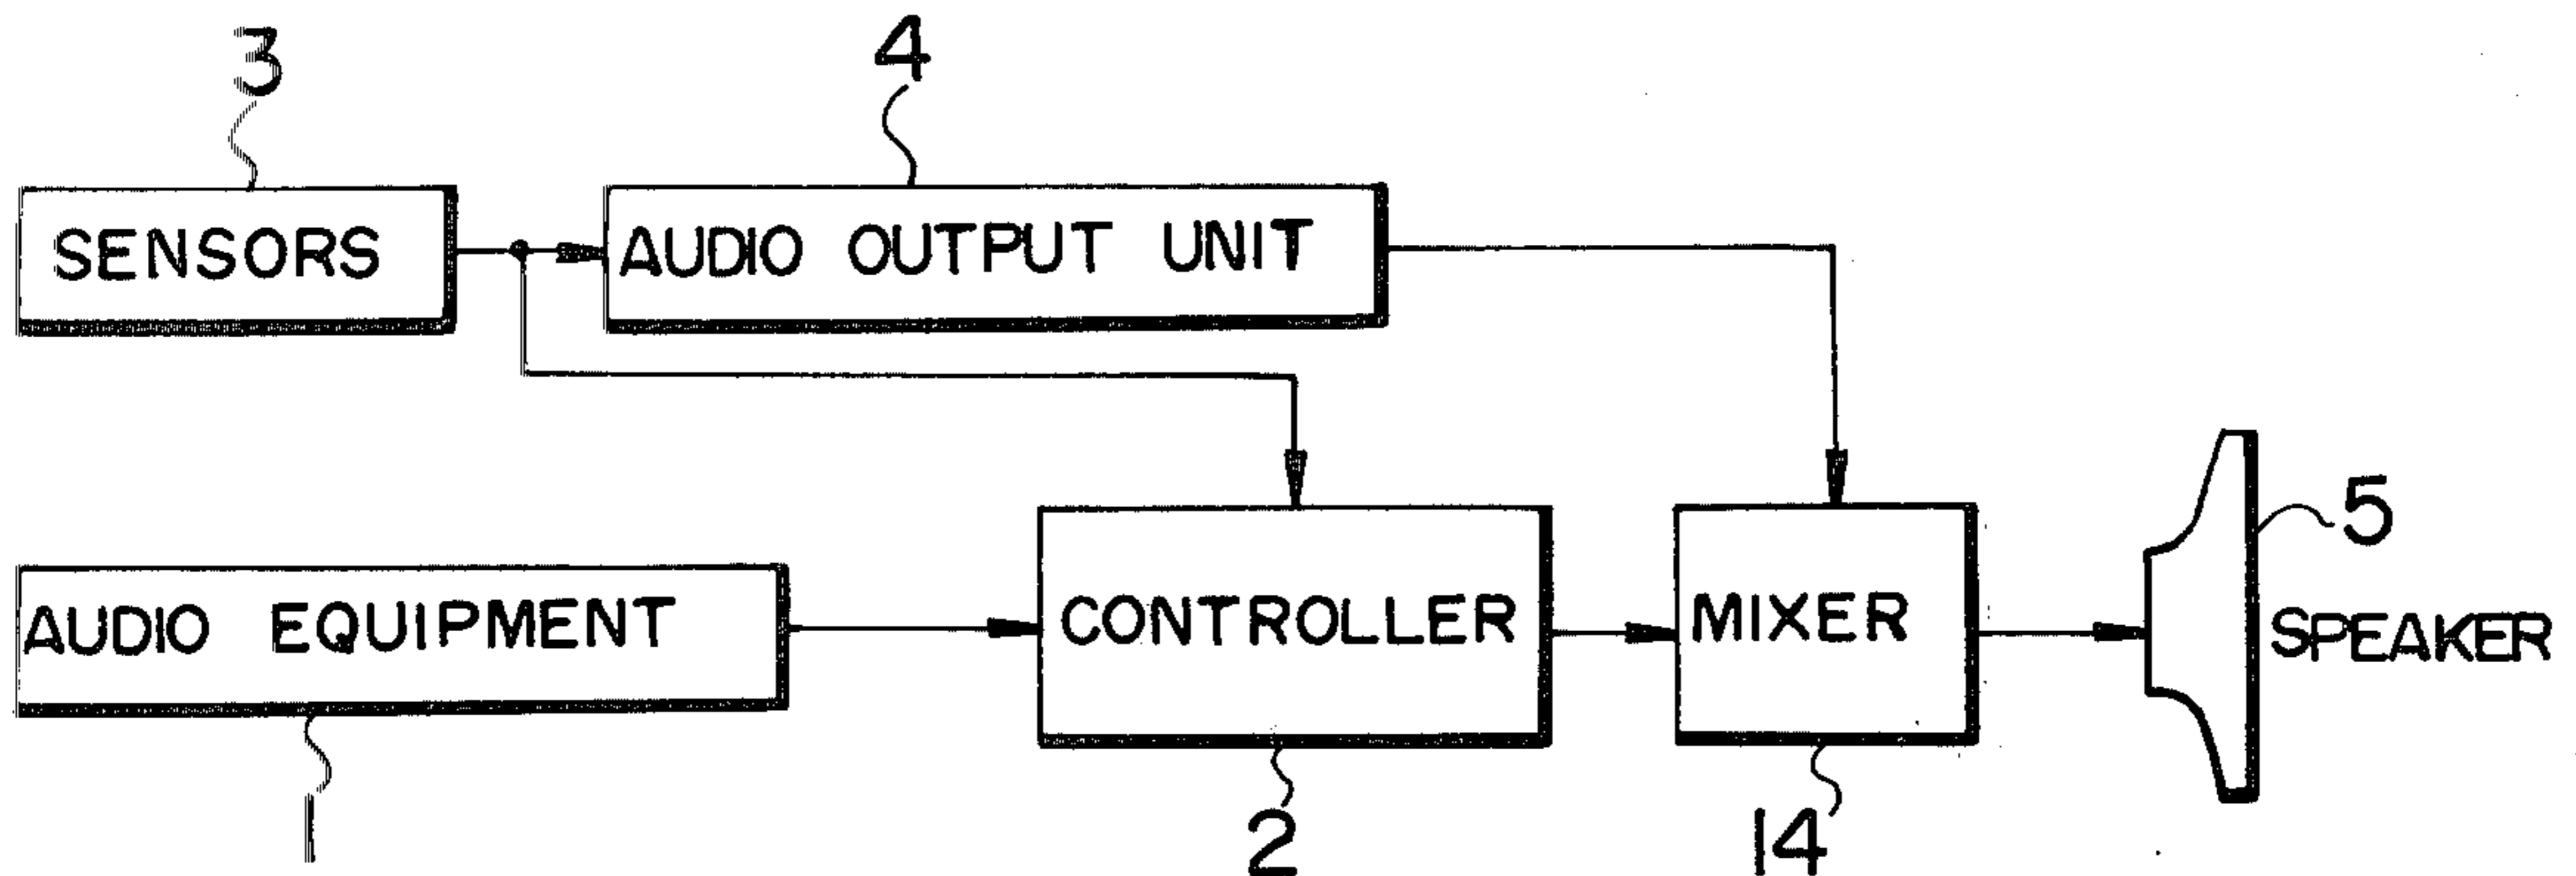 3
4
SENSORS
AUDIO OUTPUT UNIT
5
AUDIO EQUIPMENT
CONTROLLER
MIXER
SPEAKER
1
2
14